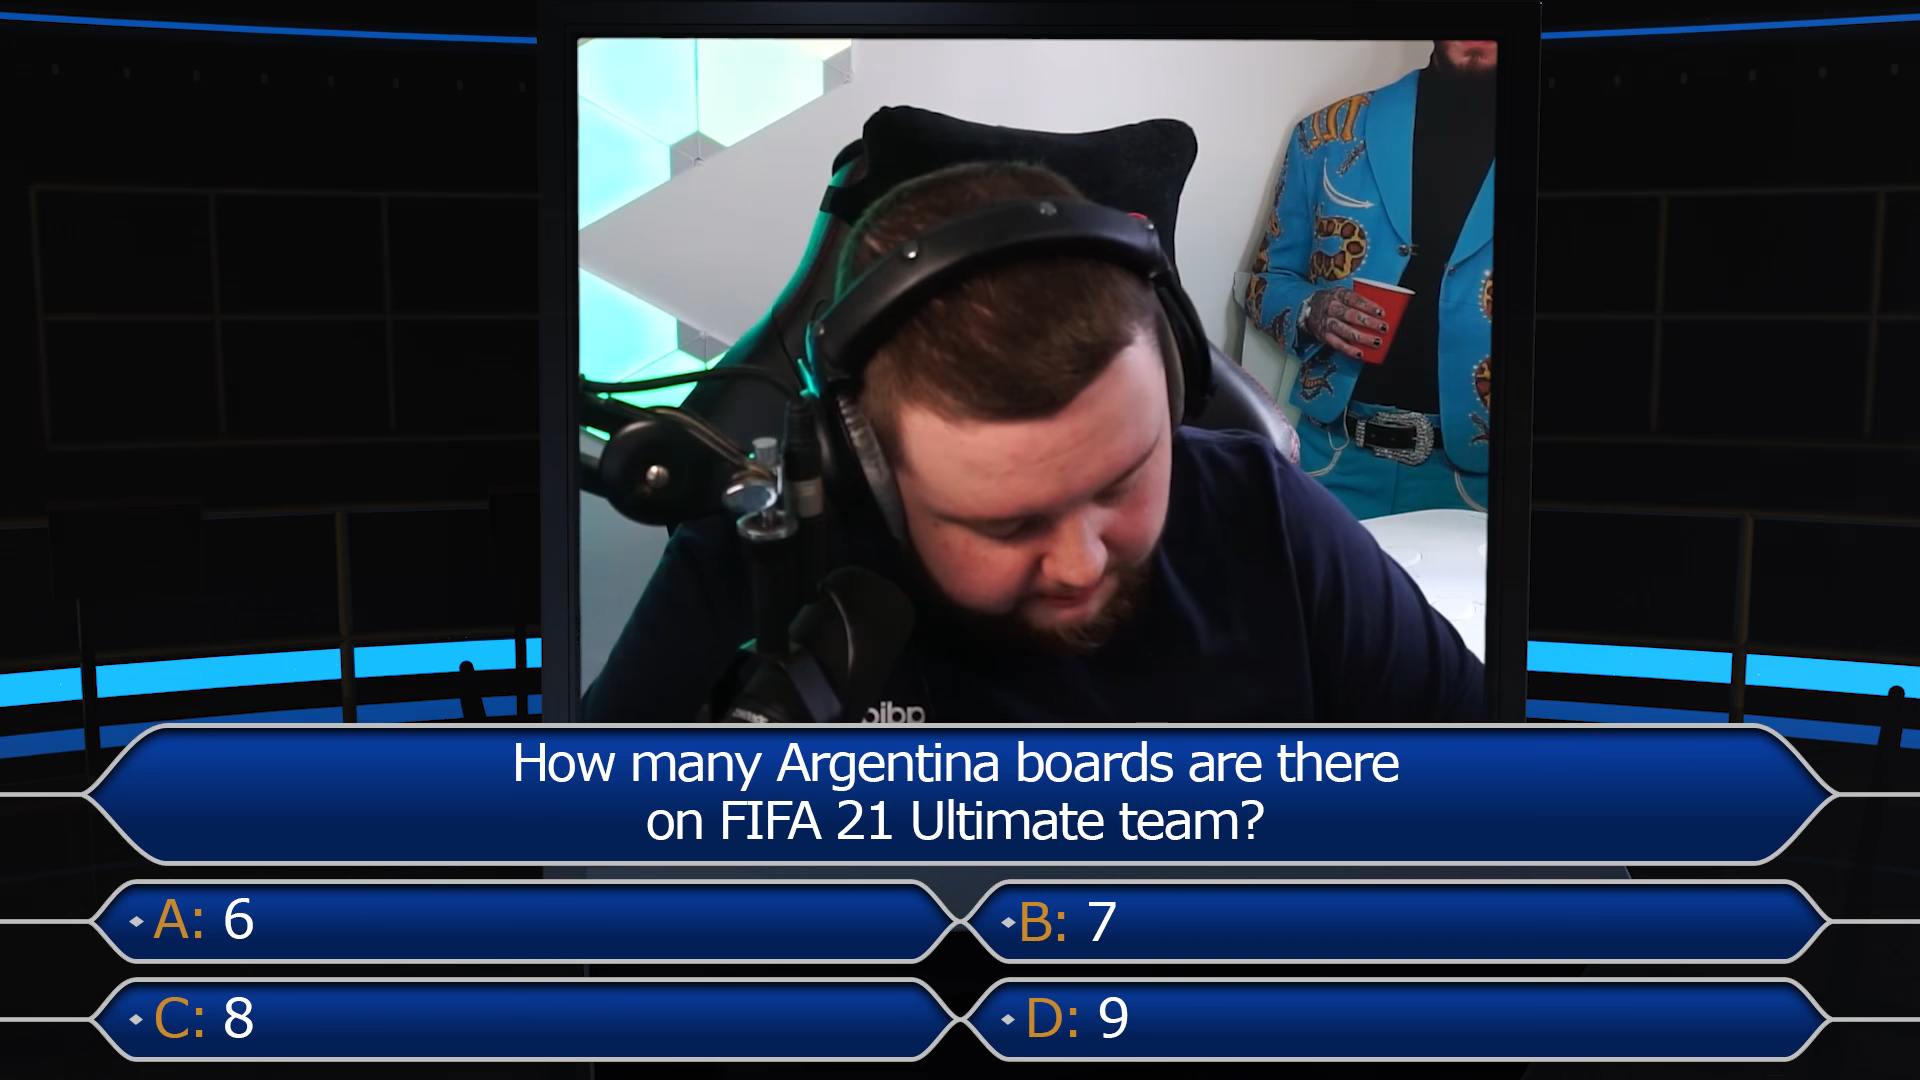 How many Argentina boards are there
on FIFA 21 Ultimate team?
A: 6
B: 7
C: 8
D: 9